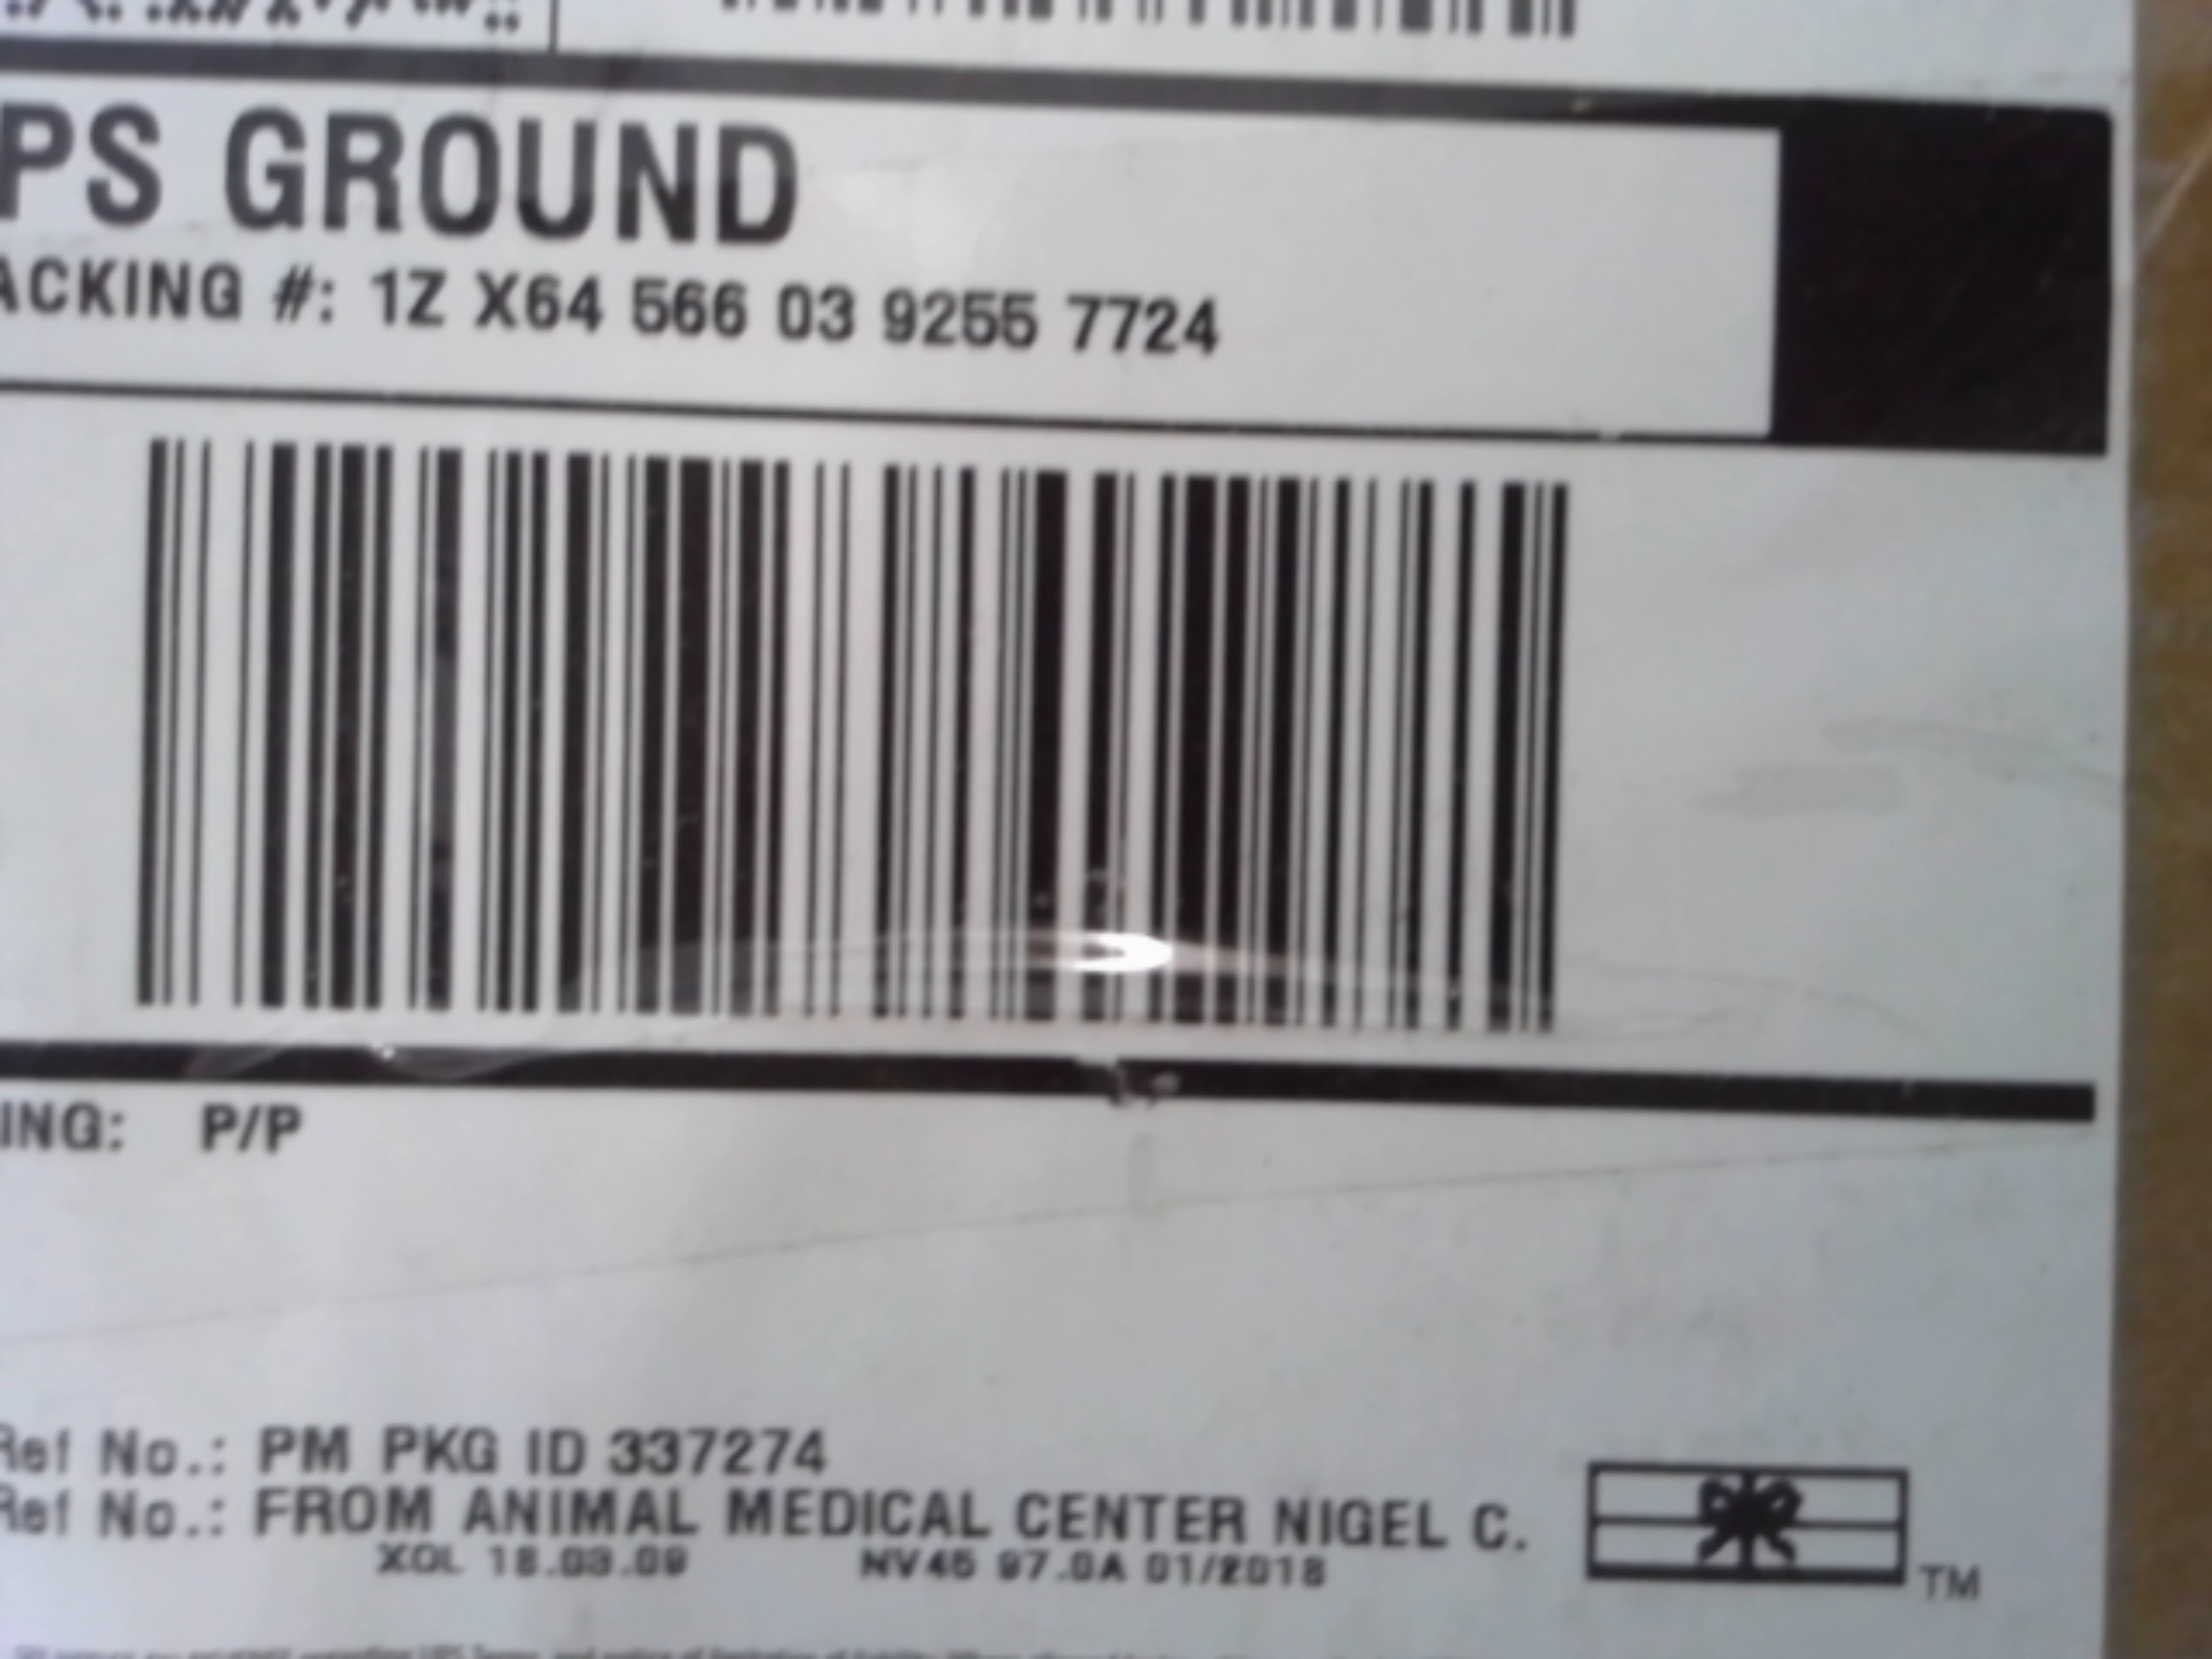 PS GROUND
ACKING #: 1Z X64 566 03 9255 7724
ING: P/P
Ref No.: PM PKG ID 337274
Ref No.: FROM ANIMAL MEDICAL CENTER NIGEL C.
XOL 18.03.09 NV45 97.0A 01/2018
TM